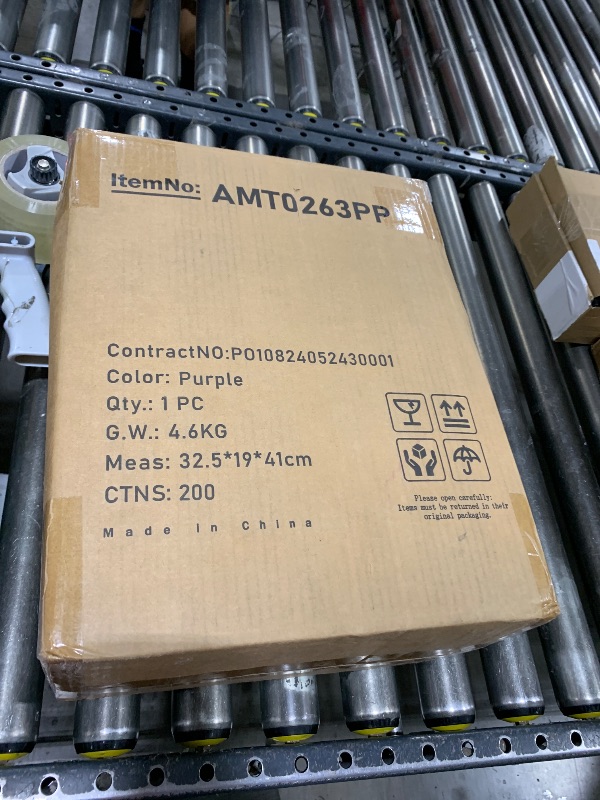 ItemNo: AMT0263PP
ContractNO:PO10824052430001
Color: Purple
Qty.: 1 PC
G.W.: 4.6KG
Meas: 32.5*19*41cm
CTNS: 200
Made In China
Please open carefully:
Items must be returned in their
original packaging.